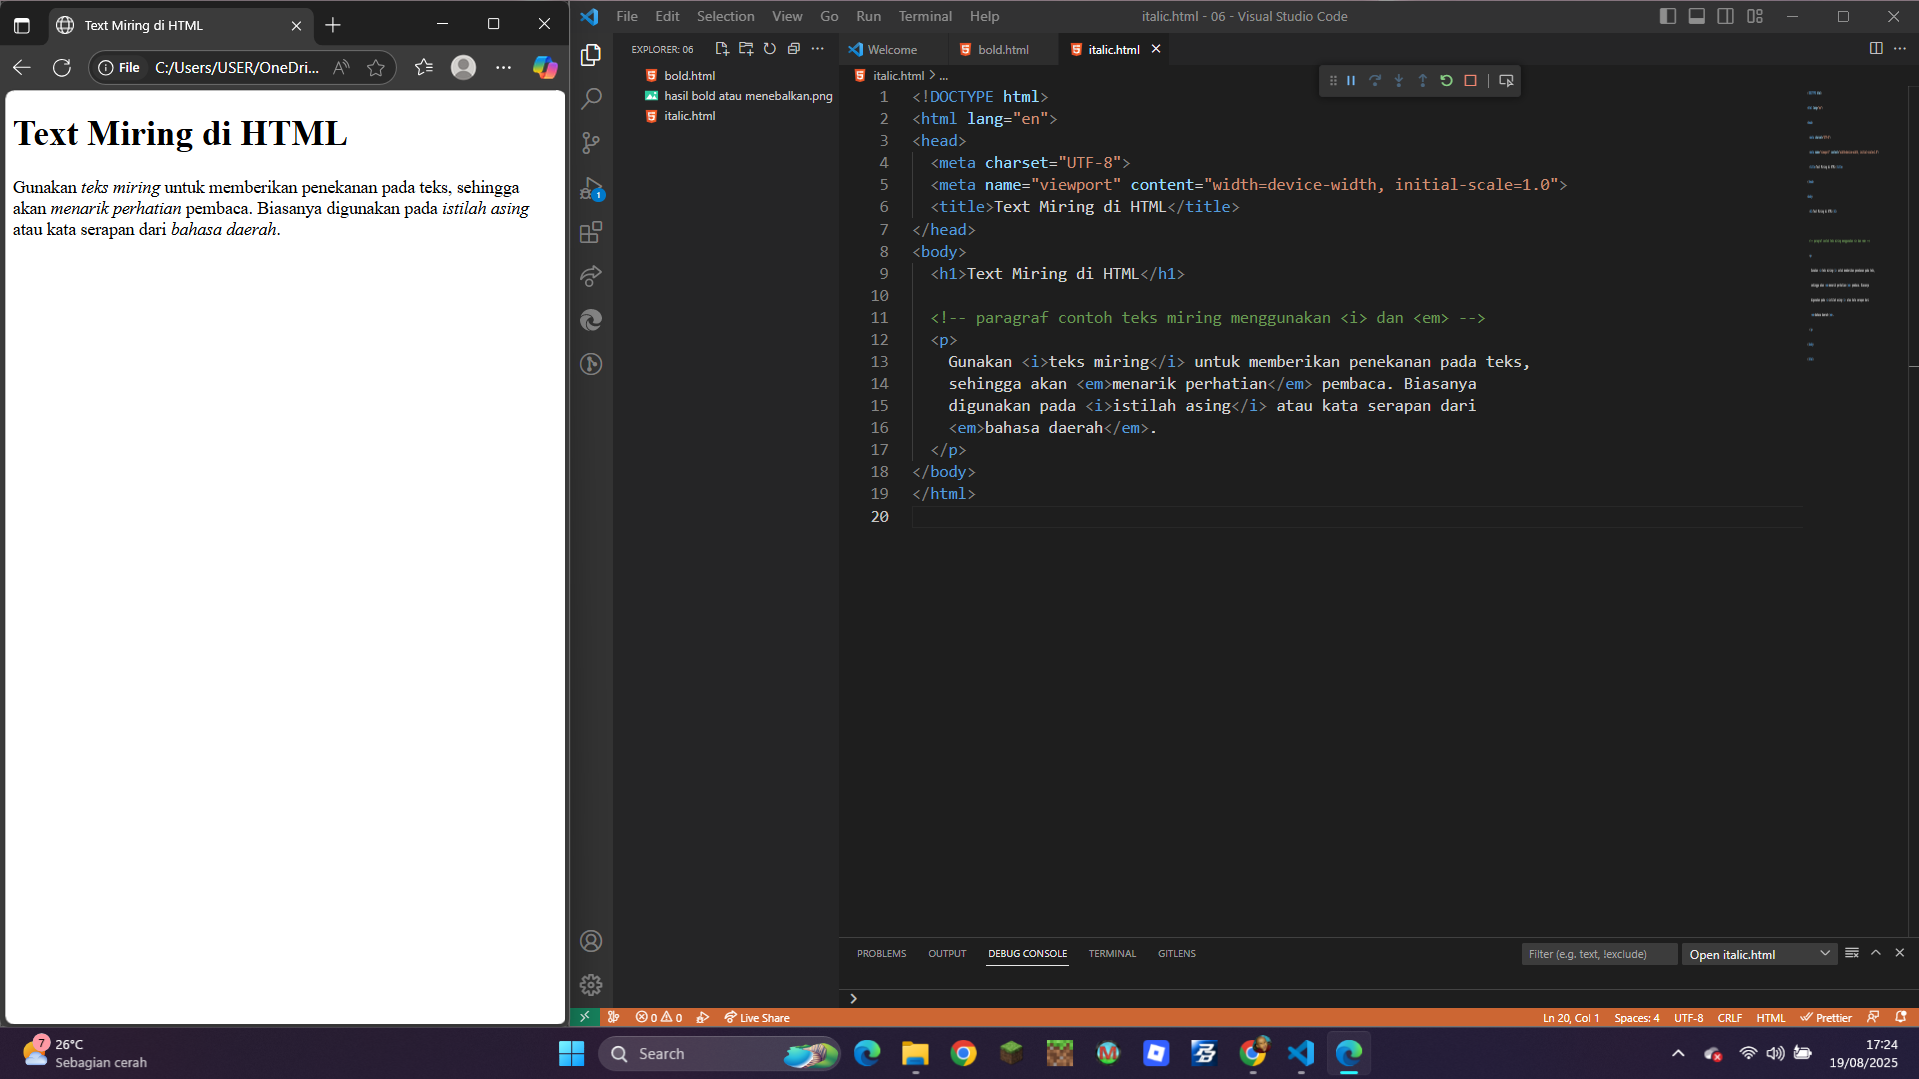 Text Miring di HTML
File
C:/Users/USER/OneDri...
Text Miring di HTML
Gunakan teks miring untuk memberikan penekanan pada teks, sehingga
akan menarik perhatian pembaca. Biasanya digunakan pada istilah asing
atau kata serapan dari bahasa daerah.
File Edit Selection View Go Run Terminal Help
italic.html - 06 - Visual Studio Code
EXPLORER: 06
bold.html
hasil bold atau menebalkan.png
italic.html
1
Welcome
bold.html
italic.html
italic.html > ...
1 <!DOCTYPE html>
2 <html lang="en">
3 <head>
4 <meta charset="UTF-8">
5 <meta name="viewport" content="width=device-width, initial-scale=1.0">
6 <title>Text Miring di HTML</title>
7 </head>
8 <body>
9 <h1>Text Miring di HTML</h1>
10
11 <!-- paragraf contoh teks miring menggunakan <i> dan <em> -->
12 <p>
13 Gunakan <i>teks miring</i> untuk memberikan penekanan pada teks,
14 sehingga akan <em>menarik perhatian</em> pembaca. Biasanya
15 digunakan pada <i>istilah asing</i> atau kata serapan dari
16 <em>bahasa daerah</em>.
17 </p>
18 </body>
19 </html>
20
PROBLEMS OUTPUT DEBUG CONSOLE TERMINAL GITLENS
Filter (e.g. text, !exclude)
Open italic.html
0 0
Live Share
Ln 20, Col 1 Spaces: 4 UTF-8 CRLF HTML Prettier
7
26°C
Sebagian cerah
Search
17:24
19/08/2025